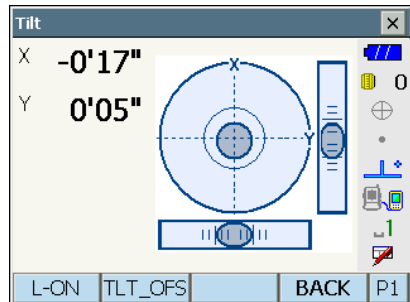 Tilt
X -0'17"
Y 0'05"
X
Y
0
1
L-ON TLT_OFS BACK P1